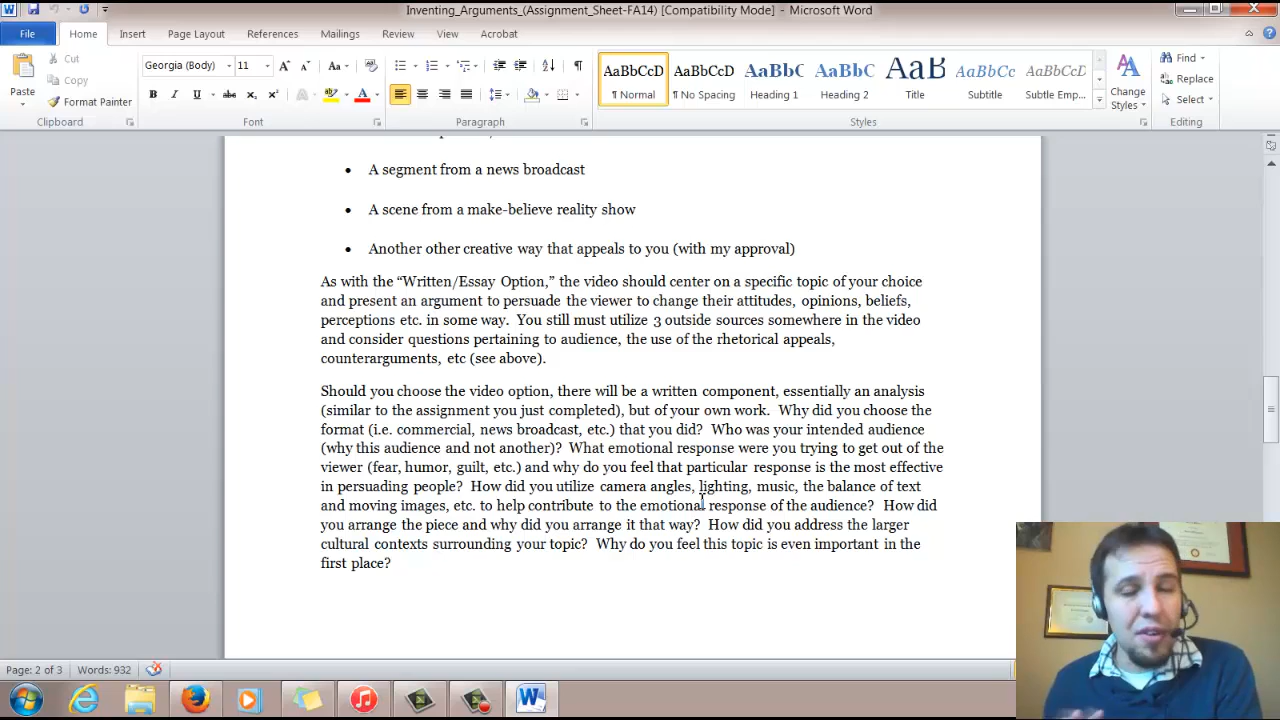 Inventing_Arguments_(Assignment_Sheet-FA14) [Compatibility Mode] - Microsoft Word
File Home Insert Page Layout References Mailings Review View Acrobat
Paste Cut Copy Format Painter
Georgia (Body) 11
AaBbCcD AaBbCcD AaBbC AaBbCc AaB AaBbCcL AaBbCcD
¶ Normal ¶ No Spacing Heading 1 Heading 2 Title Subtitle Subtle Emp...
Change Styles
Find Replace Select
Clipboard Font Paragraph Styles Editing
• A segment from a news broadcast
• A scene from a make-believe reality show
• Another other creative way that appeals to you (with my approval)
As with the “Written/Essay Option,” the video should center on a specific topic of your choice
and present an argument to persuade the viewer to change their attitudes, opinions, beliefs,
perceptions etc. in some way. You still must utilize 3 outside sources somewhere in the video
and consider questions pertaining to audience, the use of the rhetorical appeals,
counterarguments, etc (see above).
Should you choose the video option, there will be a written component, essentially an analysis
(similar to the assignment you just completed), but of your own work. Why did you choose the
format (i.e. commercial, news broadcast, etc.) that you did? Who was your intended audience
(why this audience and not another)? What emotional response were you trying to get out of the
viewer (fear, humor, guilt, etc.) and why do you feel that particular response is the most effective
in persuading people? How did you utilize camera angles, lighting, music, the balance of text
and moving images, etc. to help contribute to the emotional response of the audience? How did
you arrange the piece and why did you arrange it that way? How did you address the larger
cultural contexts surrounding your topic? Why do you feel this topic is even important in the
first place?
Page: 2 of 3 Words: 932